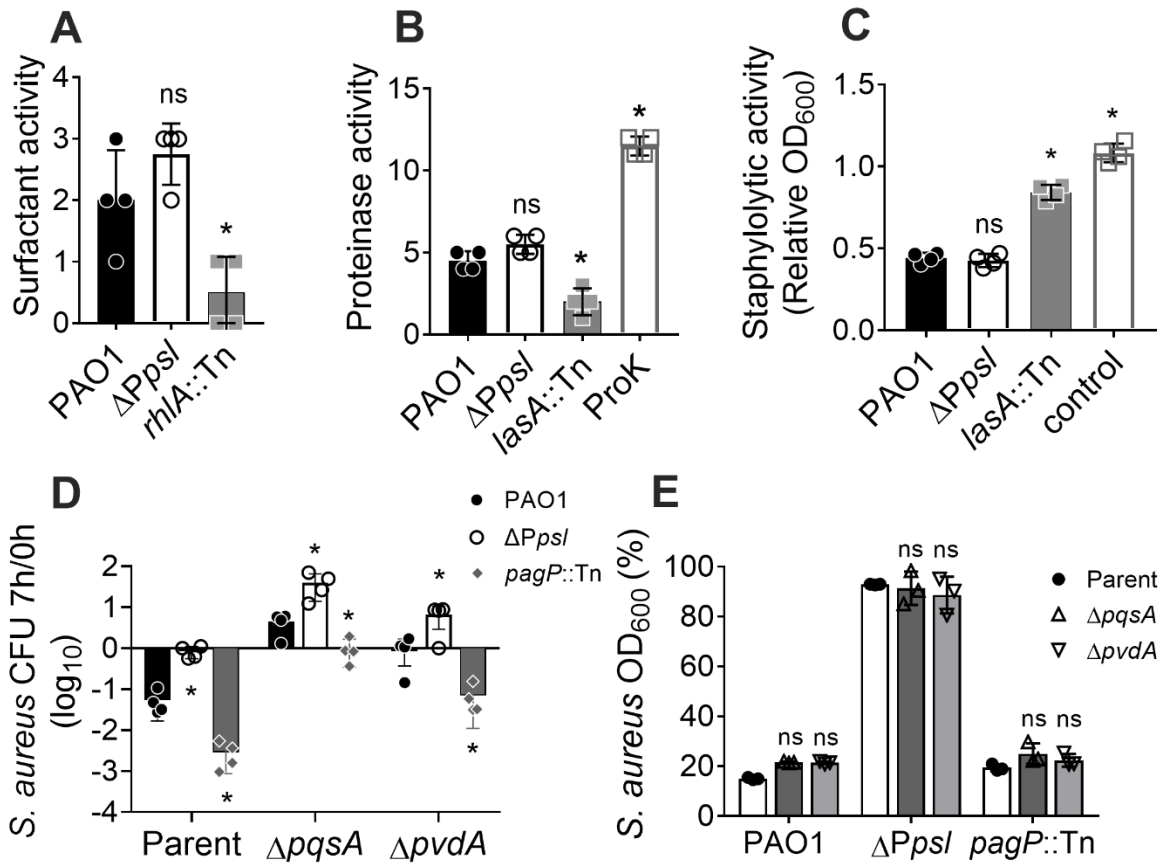 A
Surfactant activity
4
3
2
1
0
ns
*
PAO1
ΔPpsl
rhlA::Tn
B
Proteinase activity
15
10
5
0
ns
*
*
PAO1
ΔPpsl
lasA::Tn
ProK
C
Staphylolytic activity
(Relative OD600)
1.5
1.0
0.5
0.0
ns
*
*
PAO1
ΔPpsl
lasA::Tn
control
D
PAO1
ΔPpsl
pagP::Tn
S. aureus CFU 7h/0h
(log10)
2
1
0
-1
-2
-3
-4
*
*
*
*
*
*
Parent
ΔpqsA
ΔpvdA
E
S. aureus OD600 (%)
100
80
60
40
20
0
ns ns
ns ns
ns ns
Parent
ΔpqsA
ΔpvdA
PAO1
ΔPpsl
pagP::Tn